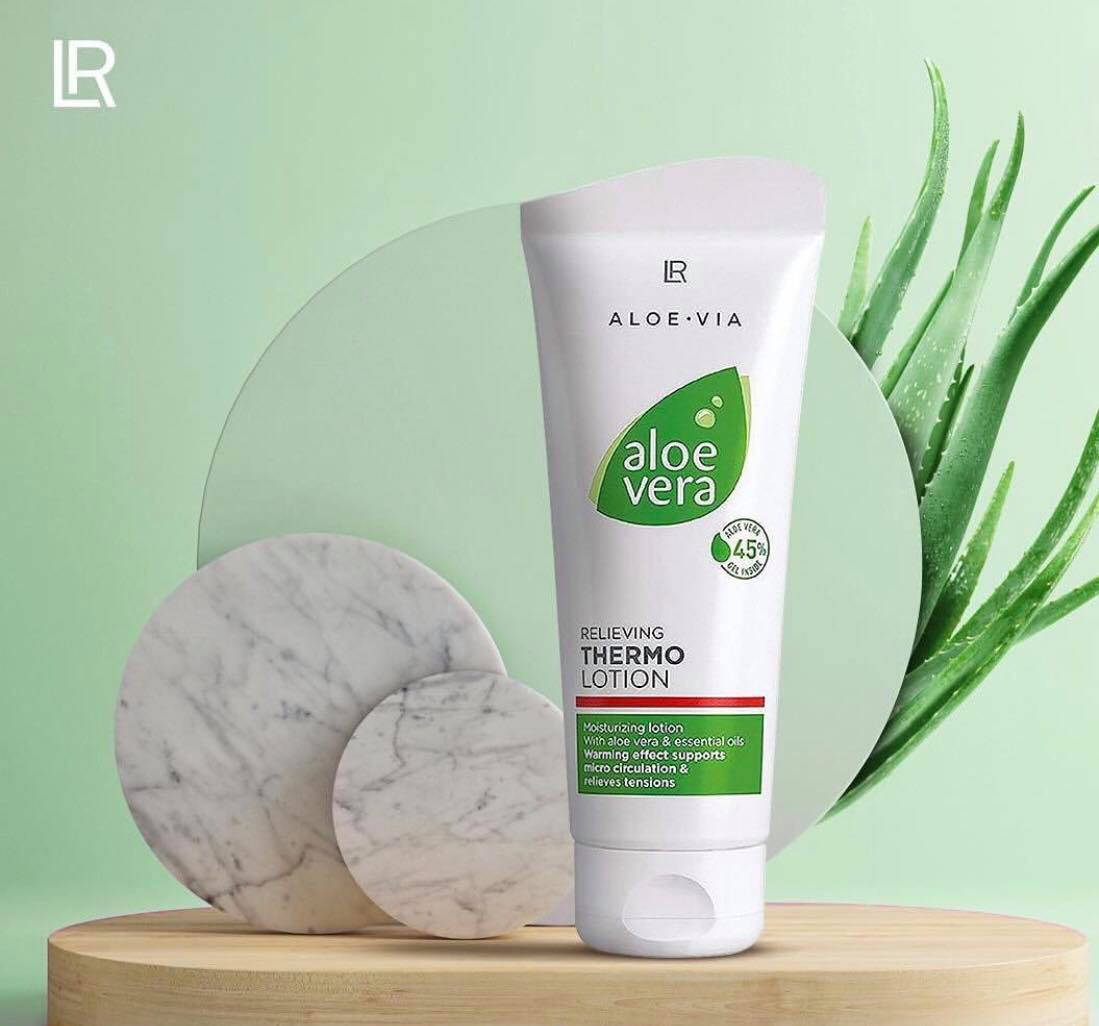 LR
LR
ALOE•VIA
aloe
vera
ALOE VERA
45%
GEL INSIDE
RELIEVING
THERMO
LOTION
Moisturizing lotion
With aloe vera & essential oils
Warming effect supports
micro circulation &
relieves tensions